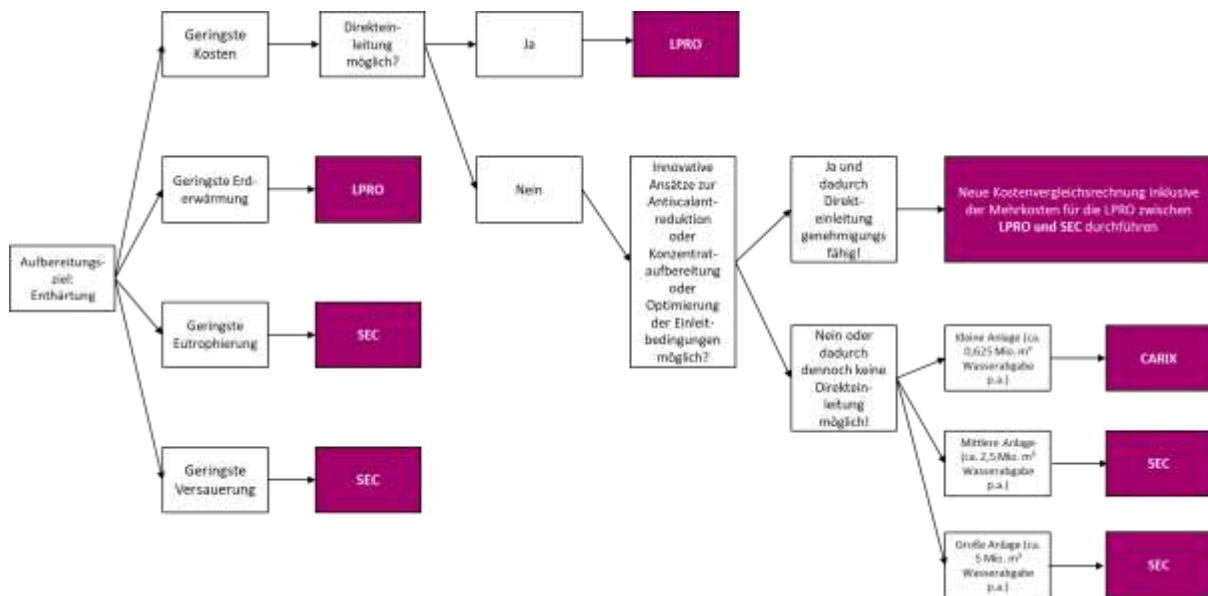 Geringste
Kosten
Direktein-
leitung
möglich?
Ja
LPRO
Geringste Erd-
erwärmung
LPRO
Nein
Innovative
Ansätze zur
Antiscalant-
reduktion
oder
Konzentrat-
aufbereitung
oder
Optimierung
der Einleit-
bedingungen
möglich?
Ja und
dadurch
Direkt-
einleitung
genehmigungs
fähig!
Neue Kostenvergleichsrechnung inklusive
der Mehrkosten für die LPRO zwischen
LPRO und SEC durchführen
Aufbereitungs-
ziel:
Enthärtung
Geringste
Eutrophierung
SEC
Nein oder
dadurch
dennoch keine
Direktein-
leitung
möglich!
Kleine Anlage (ca.
0,625 Mio. m³
Wasserabgabe
p.a.)
CARIX
Mittlere Anlage
(ca. 2,5 Mio. m³
Wasserabgabe
p.a.)
SEC
Geringste
Versauerung
SEC
Große Anlage (ca.
5 Mio. m³
Wasserabgabe
p.a.)
SEC